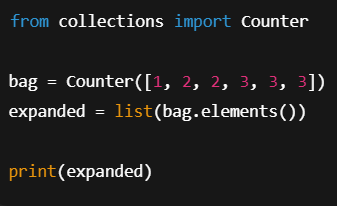 from collections import Counter
bag = Counter([1, 2, 2, 3, 3, 3])
expanded = list(bag.elements())
print(expanded)